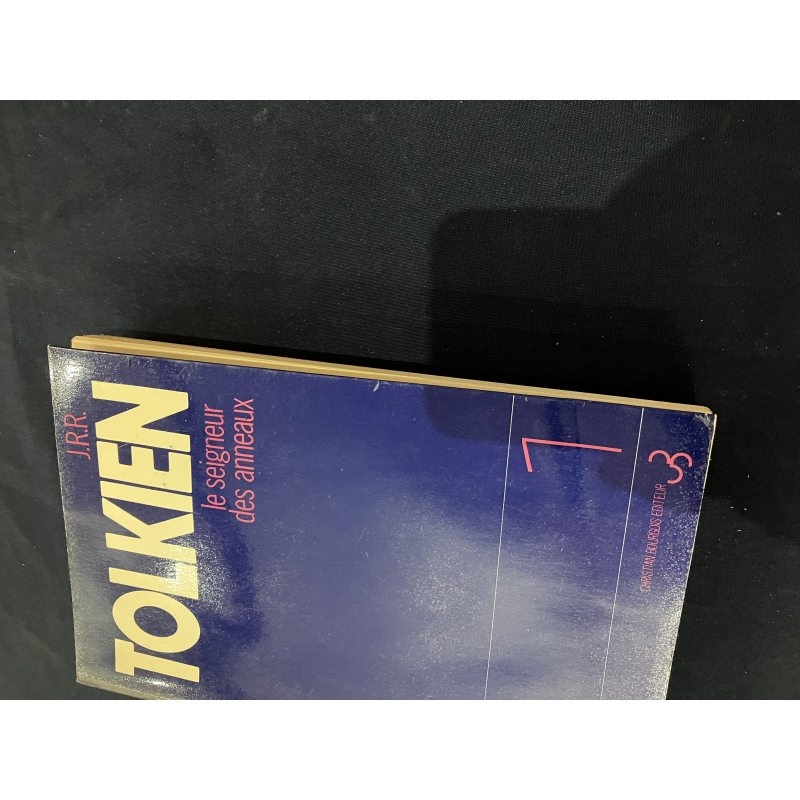 J.R.R.
TOLKIEN
le seigneur
des anneaux
1
CHRISTIAN BOURGOIS EDITEUR